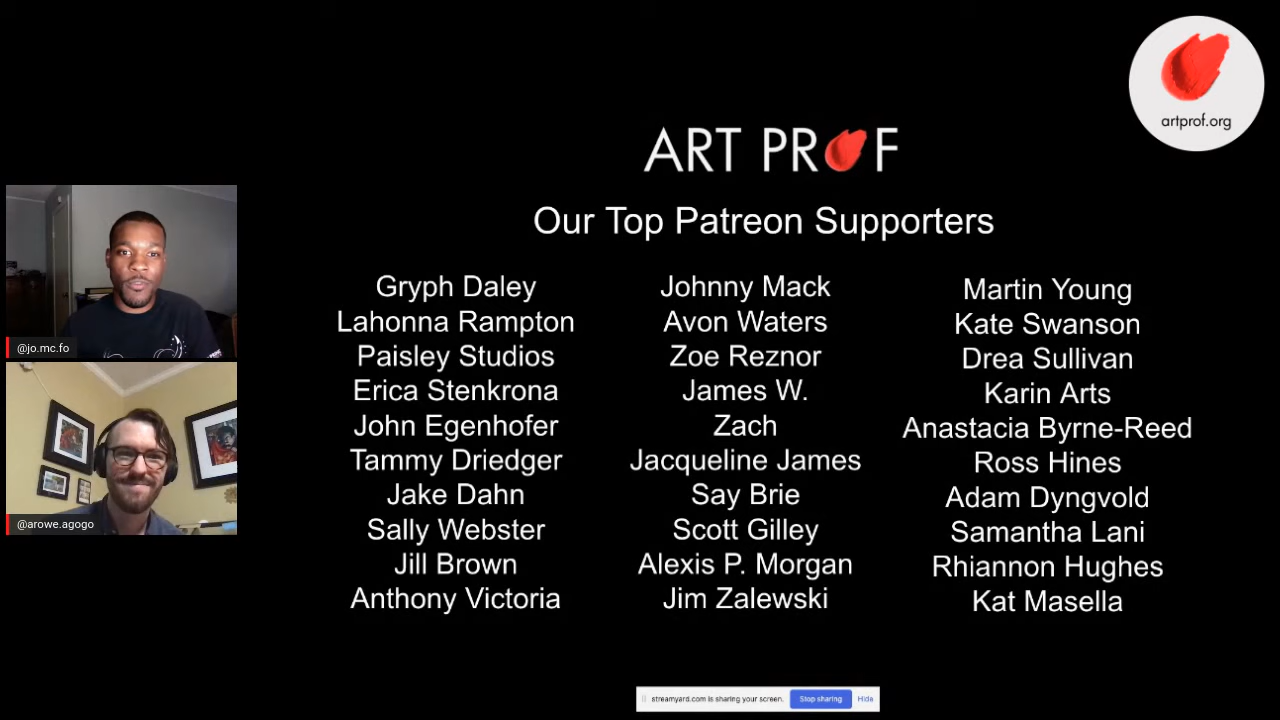 artprof.org
ART PROF
Our Top Patreon Supporters
Gryph Daley
Lahonna Rampton
Paisley Studios
Erica Stenkrona
John Egenhofer
Tammy Driedger
Jake Dahn
Sally Webster
Jill Brown
Anthony Victoria
Johnny Mack
Avon Waters
Zoe Reznor
James W.
Zach
Jacqueline James
Say Brie
Scott Gilley
Alexis P. Morgan
Jim Zalewski
Martin Young
Kate Swanson
Drea Sullivan
Karin Arts
Anastacia Byrne-Reed
Ross Hines
Adam Dyngvold
Samantha Lani
Rhiannon Hughes
Kat Masella
@jo.mc.fo
@arowe.agogo
streamyard.com is sharing your screen. Stop sharing Hide